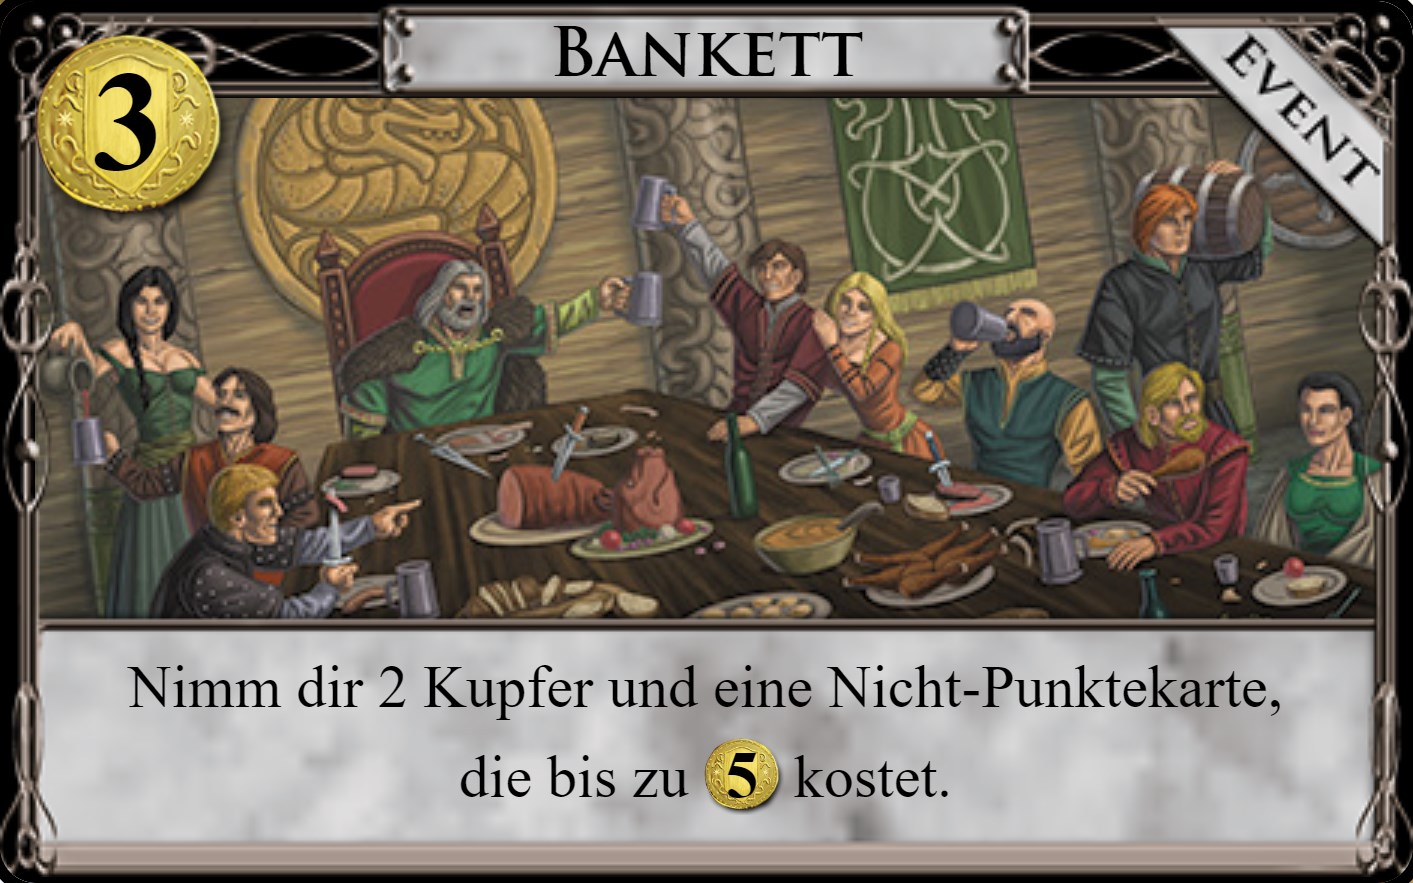 BANKETT
3
EVENT
Nimm dir 2 Kupfer und eine Nicht-Punktekarte,
die bis zu 5 kostet.